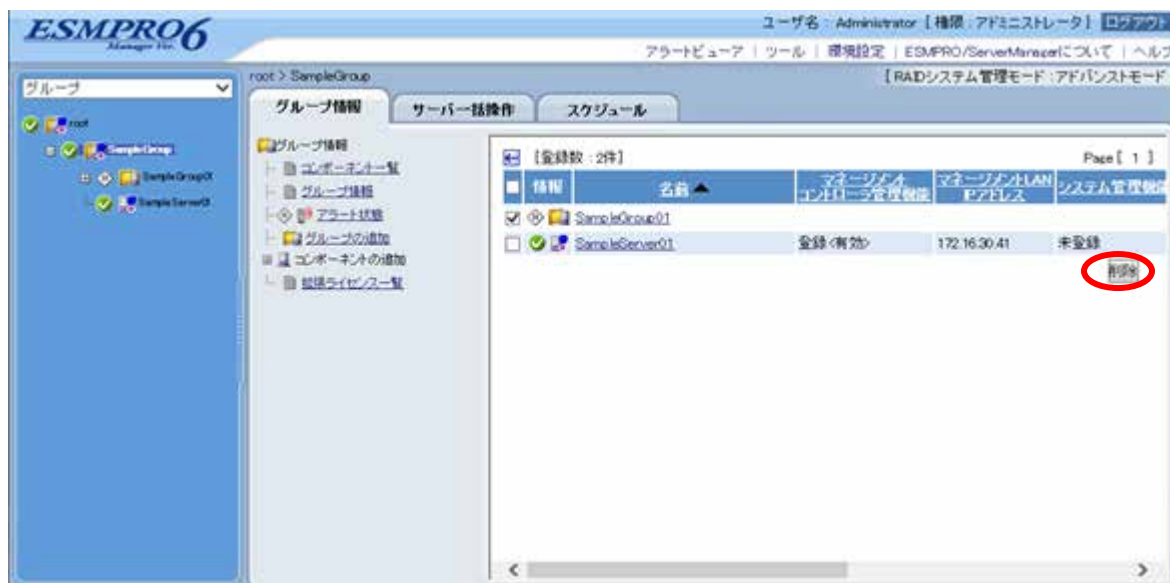 ESMPRO6
Manager Ver.
ユーザ名 : Administrator [ 権限 : アドミニストレータ ] ログアウト
アラートビューア | ツール | 環境設定 | ESMPRO/ServerManagerについて | ヘルプ
グループ
root
SampleGroup
SampleGroup01
SampleServer01
root > SampleGroup
[ RAIDシステム管理モード : アドバンストモード
グループ情報 サーバ一括操作 スケジュール
グループ情報
コンポーネント一覧
グループ情報
アラート状態
グループの追加
コンポーネントの追加
拡張ライセンス一覧
[登録数 : 2件] Page [ 1 ]
情報 名前▲ マネージメントコントローラ管理機能 マネージメントLAN IPアドレス システム管理機能
SampleGroup01
SampleServer01 登録<有効> 172.16.30.41 未登録
削除